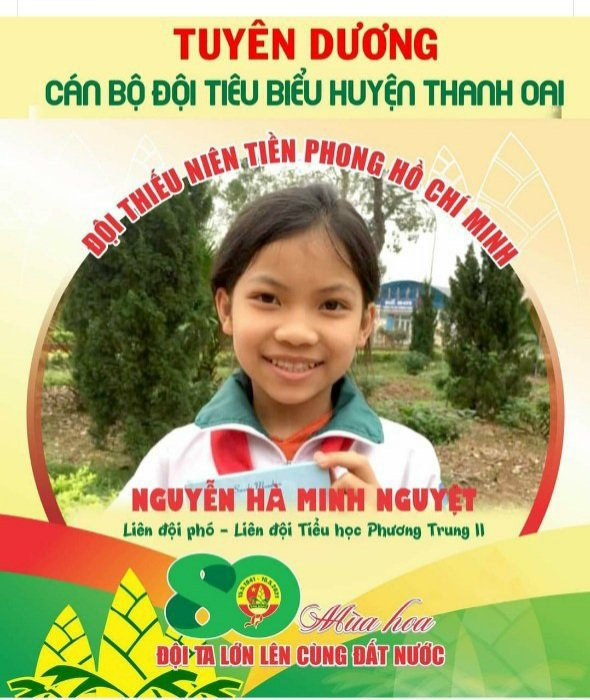 TUYÊN DƯƠNG
CÁN BỘ ĐỘI TIÊU BIỂU HUYỆN THANH OAI
ĐỘI THIẾU NIÊN TIỀN PHONG HỒ CHÍ MINH
NGUYỄN HÀ MINH NGUYỆT
Liên đội phó - Liên đội Tiểu học Phương Trung II
80 Mùa hoa
ĐỘI TA LỚN LÊN CÙNG ĐẤT NƯỚC